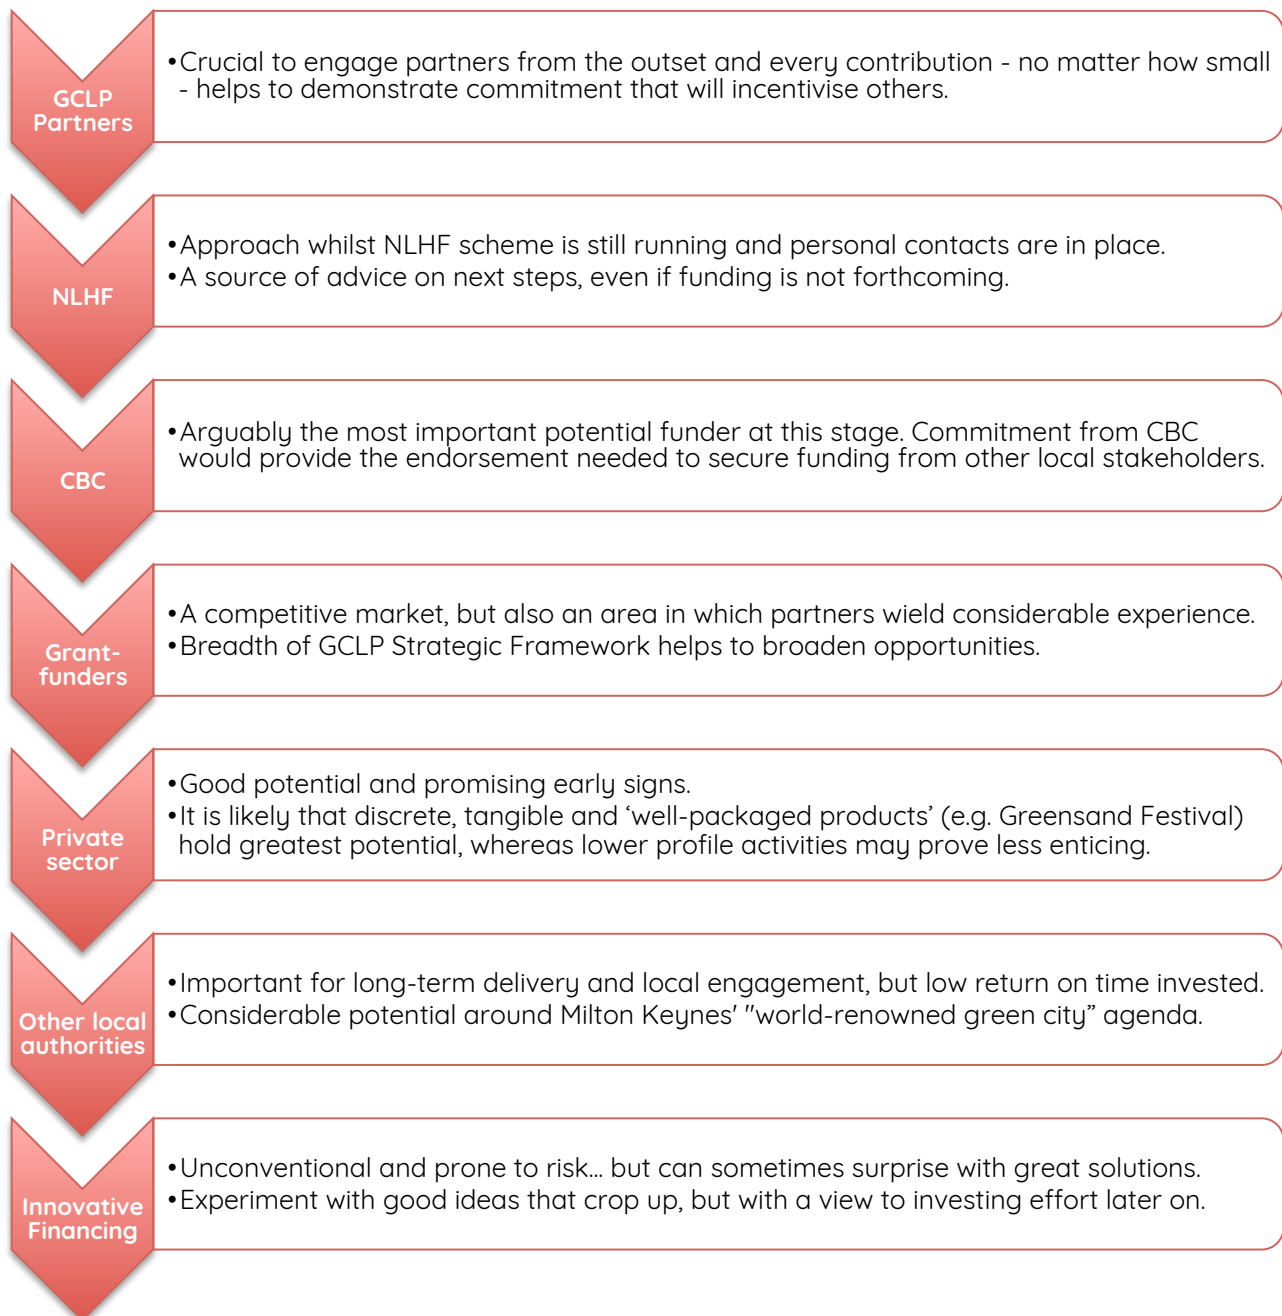 GCLP
Partners
•Crucial to engage partners from the outset and every contribution - no matter how small
- helps to demonstrate commitment that will incentivise others.
NLHF
•Approach whilst NLHF scheme is still running and personal contacts are in place.
•A source of advice on next steps, even if funding is not forthcoming.
CBC
•Arguably the most important potential funder at this stage. Commitment from CBC
would provide the endorsement needed to secure funding from other local stakeholders.
Grant-
funders
•A competitive market, but also an area in which partners wield considerable experience.
•Breadth of GCLP Strategic Framework helps to broaden opportunities.
Private
sector
•Good potential and promising early signs.
•It is likely that discrete, tangible and ‘well-packaged products’ (e.g. Greensand Festival)
hold greatest potential, whereas lower profile activities may prove less enticing.
Other local
authorities
•Important for long-term delivery and local engagement, but low return on time invested.
•Considerable potential around Milton Keynes' "world-renowned green city” agenda.
Innovative
Financing
•Unconventional and prone to risk... but can sometimes surprise with great solutions.
•Experiment with good ideas that crop up, but with a view to investing effort later on.